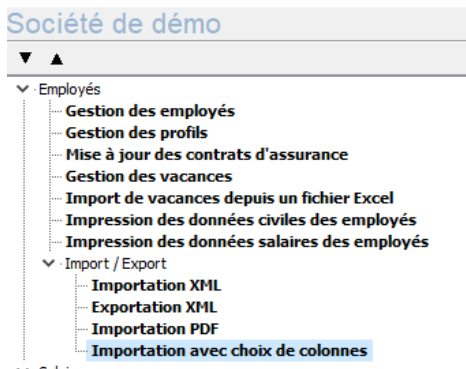 Société de démo
Employés
Gestion des employés
Gestion des profils
Mise à jour des contrats d'assurance
Gestion des vacances
Import de vacances depuis un fichier Excel
Impression des données civiles des employés
Impression des données salaires des employés
Import / Export
Importation XML
Exportation XML
Importation PDF
Importation avec choix de colonnes